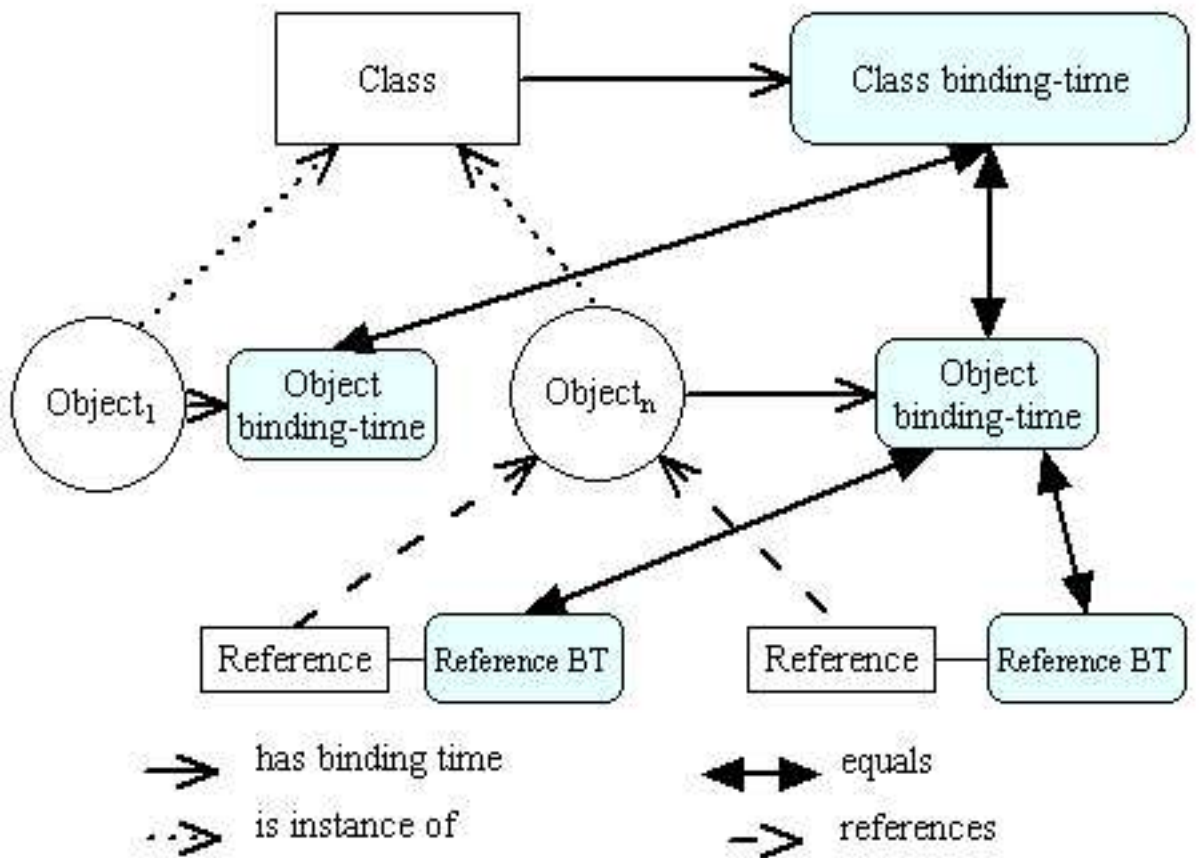 Class
Class binding-time
Object1
Object
binding-time
Objectn
Object
binding-time
Reference
Reference BT
Reference
Reference BT
has binding time
equals
is instance of
references